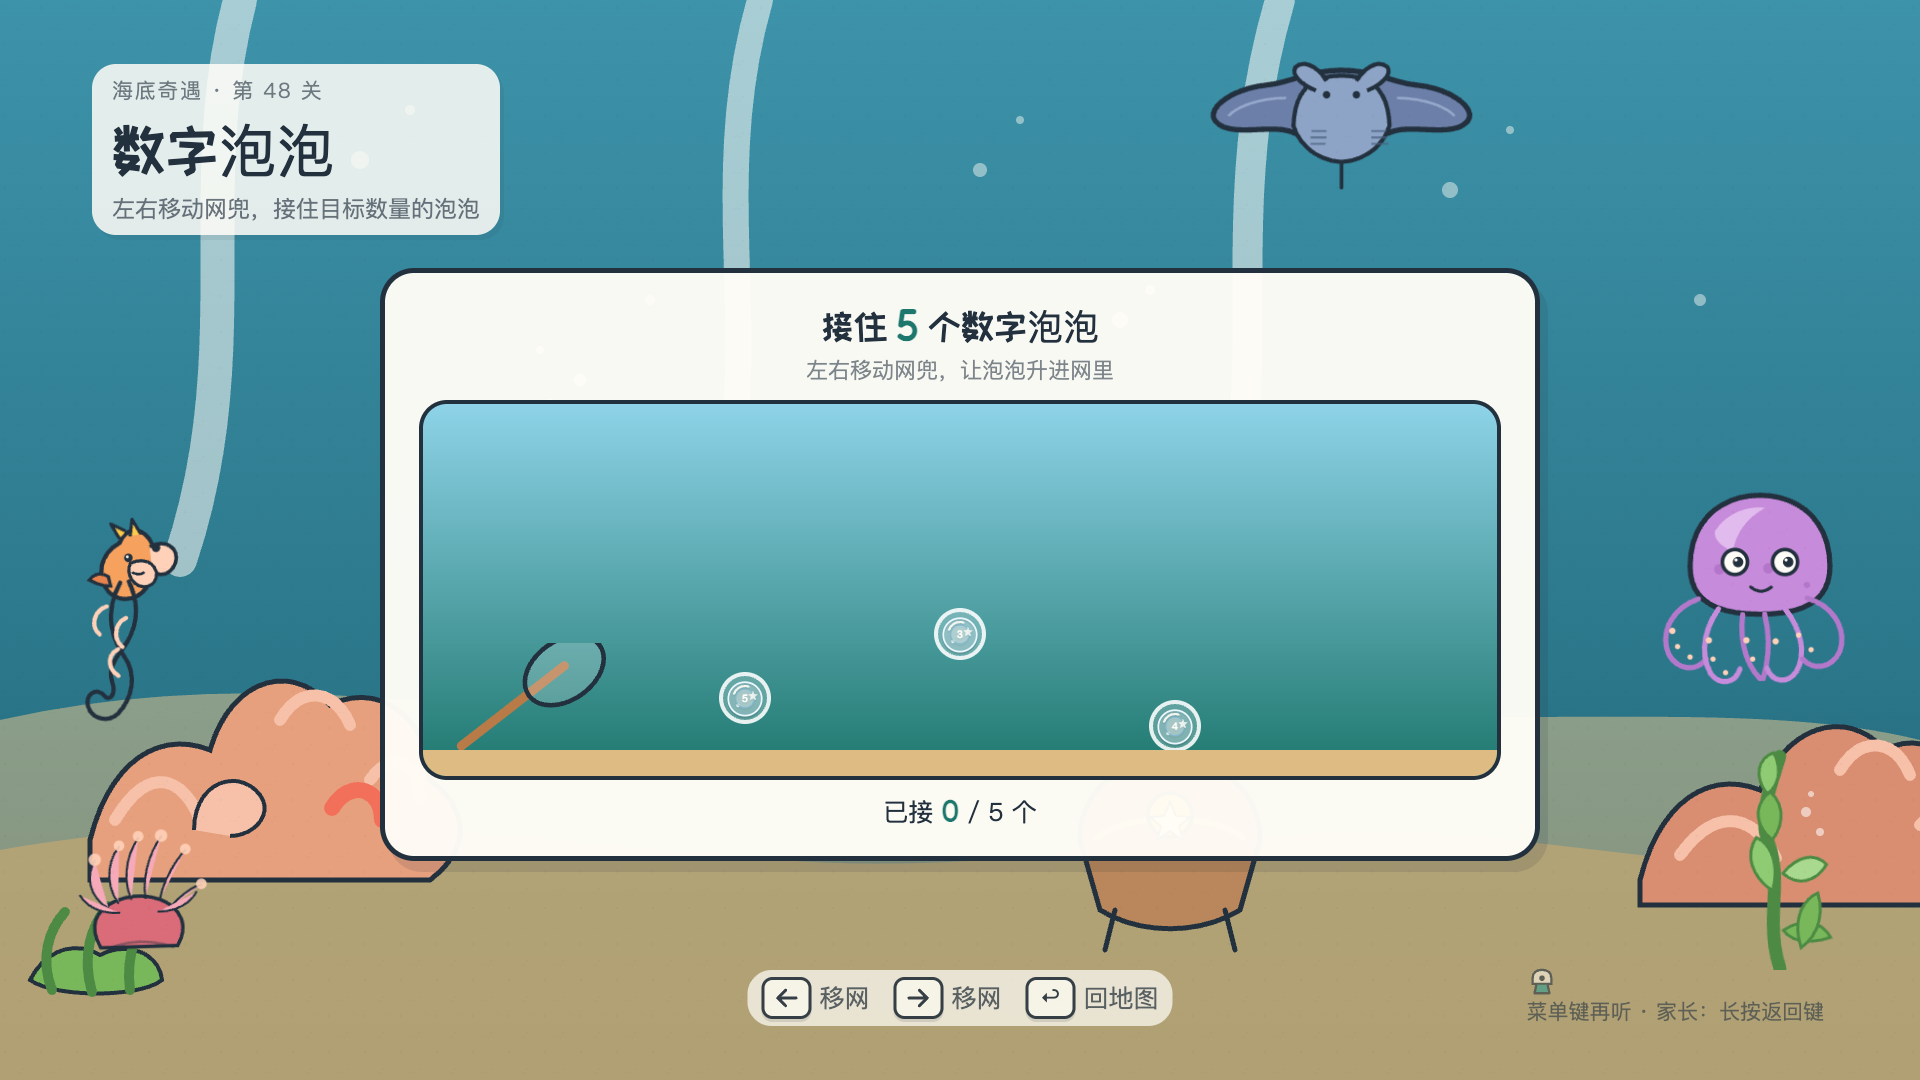 海底奇遇 · 第 48 关
数字泡泡
左右移动网兜，接住目标数量的泡泡
接住 5 个数字泡泡
左右移动网兜，让泡泡升进网里
3
5
4
已接 0 / 5 个
← 移网 → 移网 ↩ 回地图
菜单键再听 · 家长：长按返回键